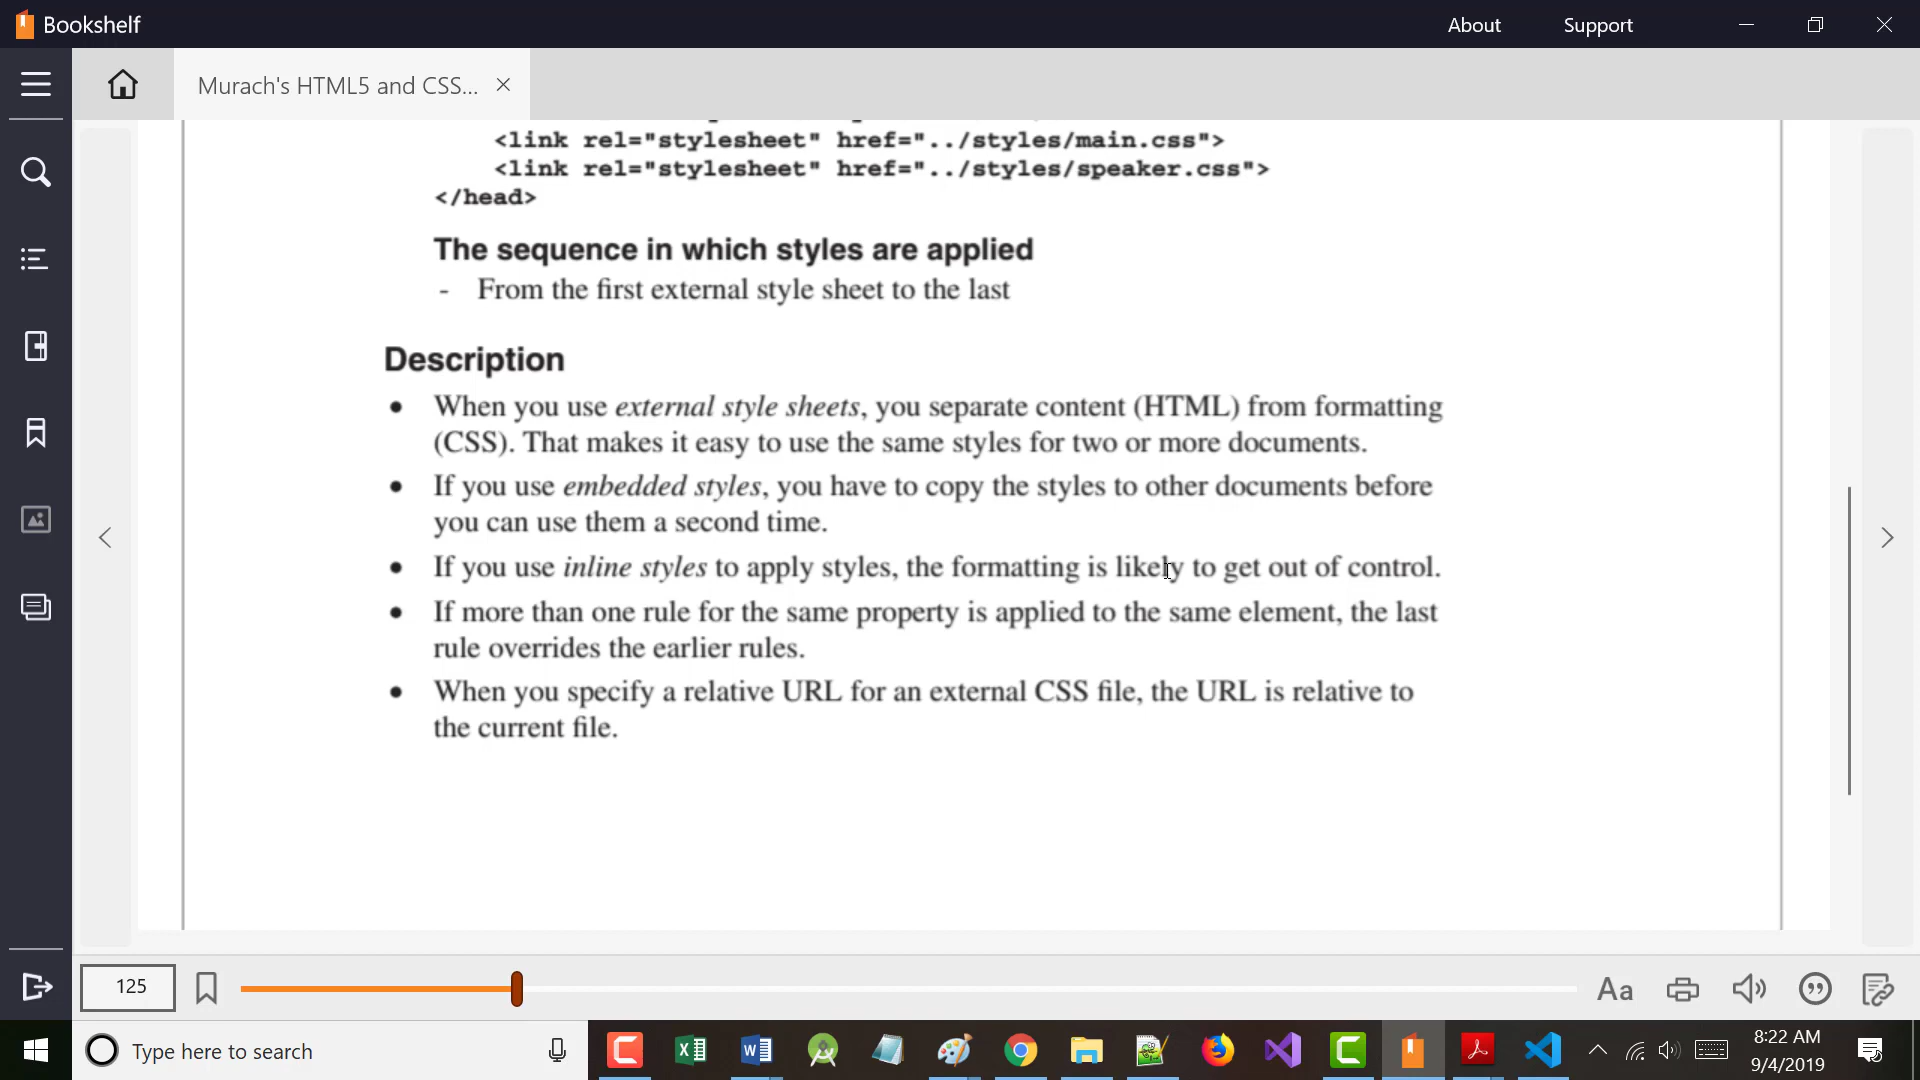 Bookshelf
About
Support
Murach's HTML5 and CSS...
<link rel="stylesheet" href="../styles/main.css">
<link rel="stylesheet" href="../styles/speaker.css">
</head>
The sequence in which styles are applied
- From the first external style sheet to the last
Description
• When you use external style sheets, you separate content (HTML) from formatting
(CSS). That makes it easy to use the same styles for two or more documents.
• If you use embedded styles, you have to copy the styles to other documents before
you can use them a second time.
• If you use inline styles to apply styles, the formatting is likely to get out of control.
• If more than one rule for the same property is applied to the same element, the last
rule overrides the earlier rules.
• When you specify a relative URL for an external CSS file, the URL is relative to
the current file.
125
Aa
Type here to search
8:22 AM
9/4/2019